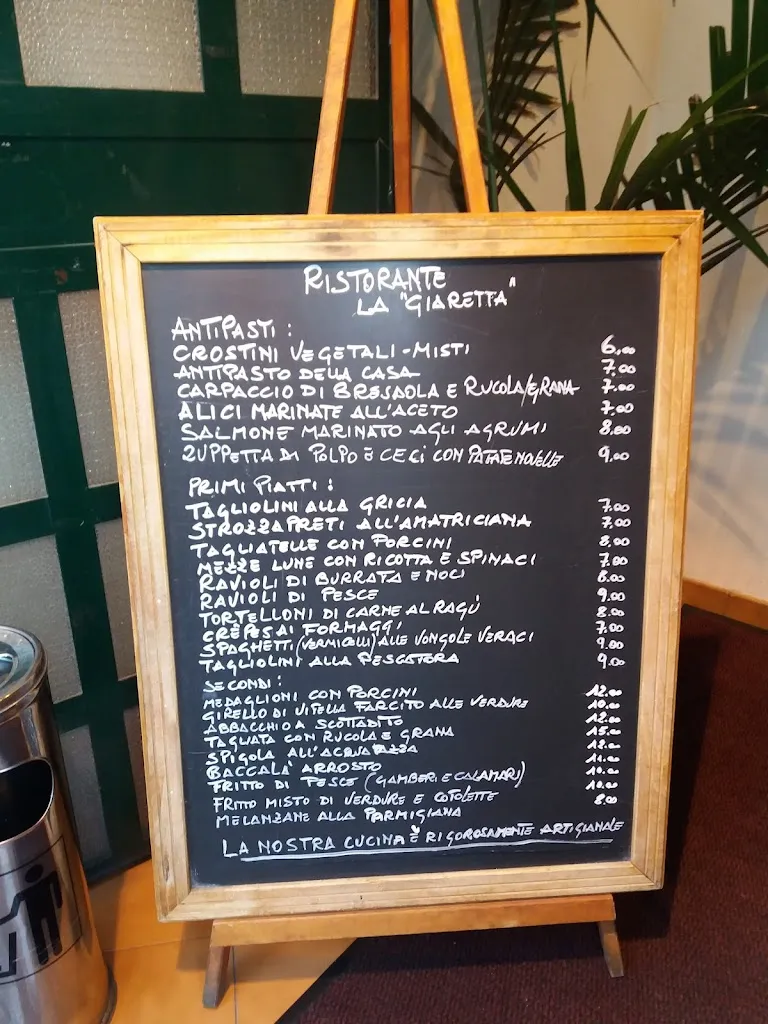 RISTORANTE
LA "GIARETTA"
ANTIPASTI:
CROSTINI VEGETALI-MISTI 6,00
ANTIPASTO DELLA CASA 7.00
CARPACCIO DI BRESAOLA E RUCOLA/GRANA 7.00
ALICI MARINATE ALL'ACETO 7.00
SALMONE MARINATO AGLI AGRUMI 8.00
ZUPPETTA DI POLPO E CECI CON PATATE NOVELLE 9.00
PRIMI PIATTI:
TAGLIOLINI ALLA GRICIA 7.00
STROZZAPRETI ALL'AMATRICIANA 7.00
TAGLIATELLE CON PORCINI 8.00
MEZZE LUNE CON RICOTTA E SPINACI 7.00
RAVIOLI DI BURRATA E NOCI 8.00
RAVIOLI DI PESCE 9.00
TORTELLONI DI CARNE AL RAGÙ 8.00
CRÊPES AI FORMAGGI 7.00
SPAGHETTI (VERMICELLI) ALLE VONGOLE VERACI 9.00
TAGLIOLINI ALLA PESCATORA 9.00
SECONDI:
MEDAGLIONI CON PORCINI 12.00
GIRELLO DI VITELLA FARCITO ALLE VERDURE 10.00
ABBACCHIO A SCOTTADITO 12.00
TAGLIATA CON RUCOLA E GRANA 15.00
SPIGOLA ALL'ACQUA PAZZA 12.00
BACCALA' ARROSTO 11.00
FRITTO DI PESCE (GAMBERI E CALAMARI) 10.00
FRITTO MISTO DI VERDURE E COTOLETTE 10.00
MELANZANE ALLA PARMIGIANA 8.00
LA NOSTRA CUCINA È RIGOROSAMENTE ARTIGIANALE